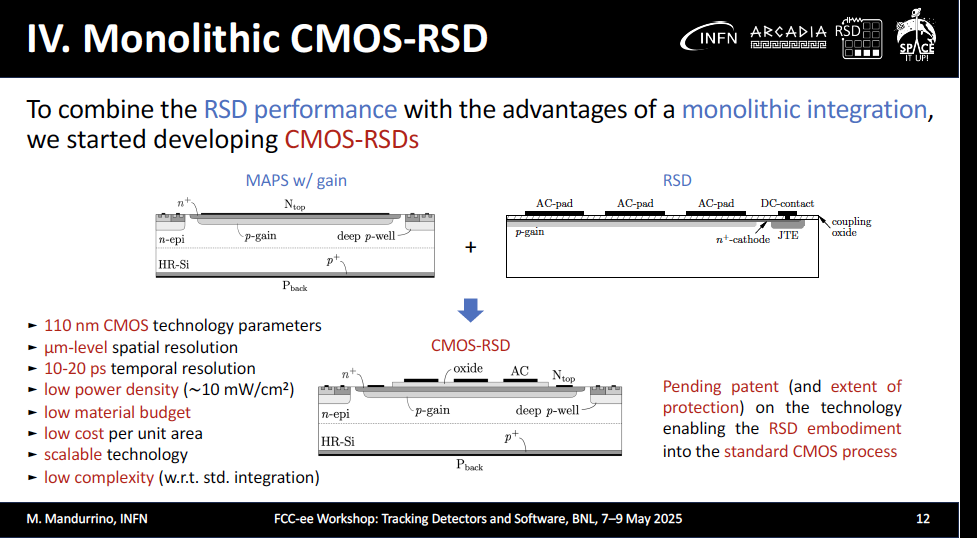 IV. Monolithic CMOS-RSD
INFN
ARCADIA
RSD
SPACE
IT UP!
To combine the RSD performance with the advantages of a monolithic integration,
we started developing CMOS-RSDs
MAPS w/ gain
n+
Ntop
n-epi
p-gain
deep p-well
HR-Si
p+
Pback
+
RSD
AC-pad
AC-pad
AC-pad
DC-contact
p-gain
n+-cathode
JTE
coupling
oxide
► 110 nm CMOS technology parameters
► μm-level spatial resolution
► 10-20 ps temporal resolution
► low power density (∼10 mW/cm²)
► low material budget
► low cost per unit area
► scalable technology
► low complexity (w.r.t. std. integration)
CMOS-RSD
n+
oxide
AC
Ntop
n-epi
p-gain
deep p-well
HR-Si
p+
Pback
Pending patent (and extent of
protection) on the technology
enabling the RSD embodiment
into the standard CMOS process
M. Mandurrino, INFN
FCC-ee Workshop: Tracking Detectors and Software, BNL, 7–9 May 2025
12